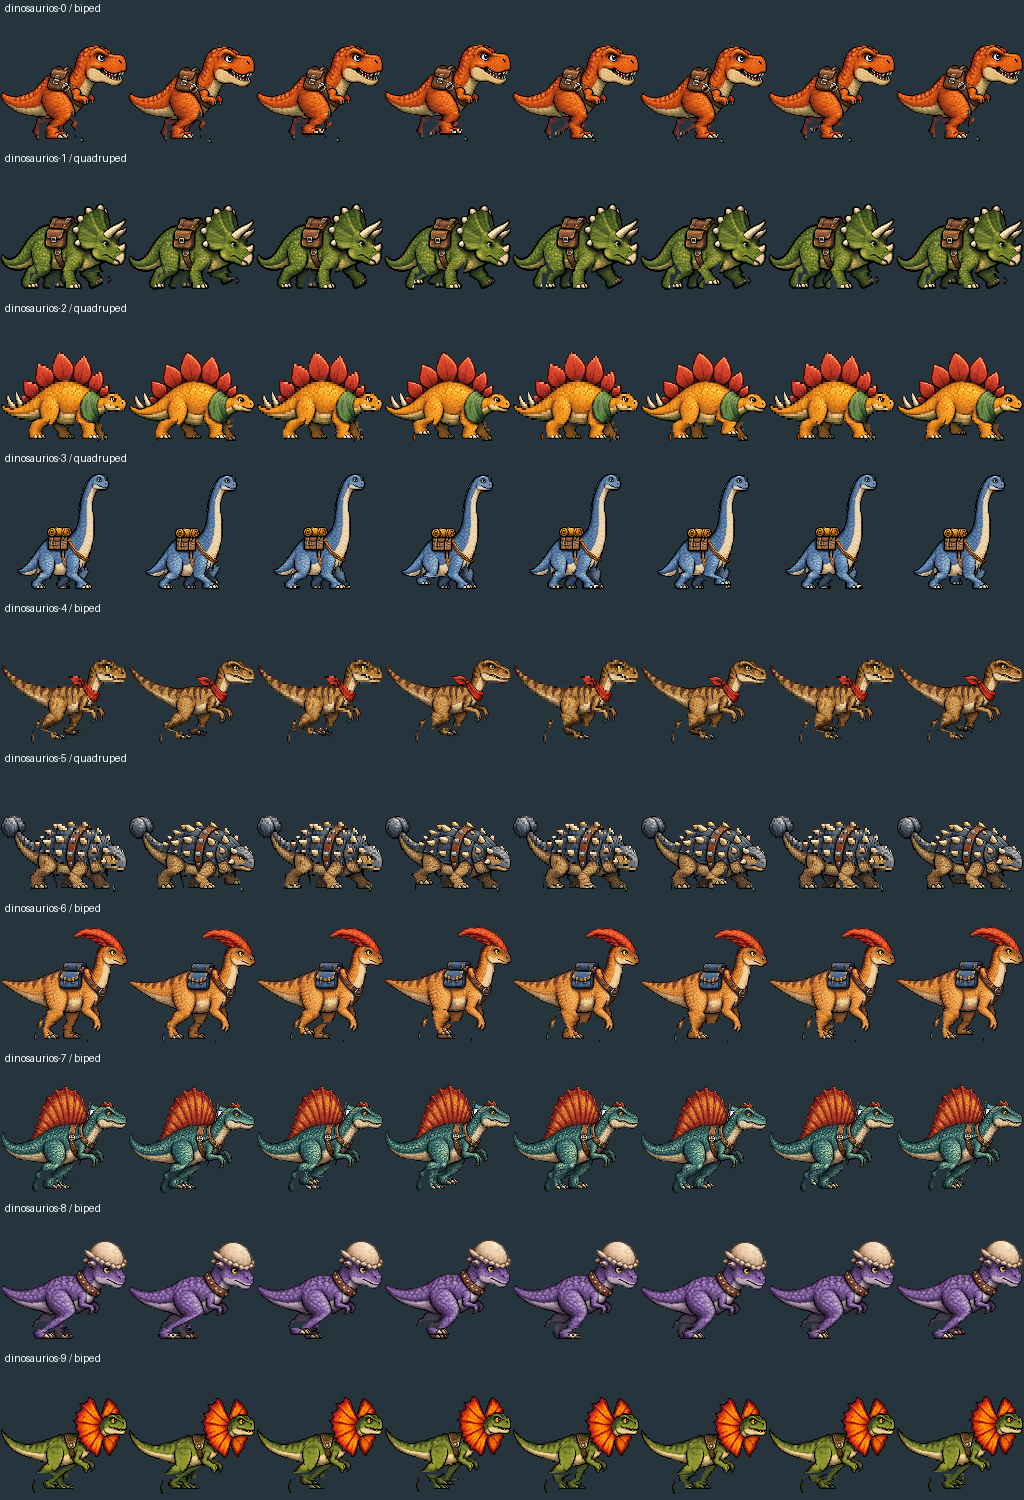 dinosaurios-0 / biped
dinosaurios-1 / quadruped
dinosaurios-2 / quadruped
dinosaurios-3 / quadruped
dinosaurios-4 / biped
dinosaurios-5 / quadruped
dinosaurios-6 / biped
dinosaurios-7 / biped
dinosaurios-8 / biped
dinosaurios-9 / biped